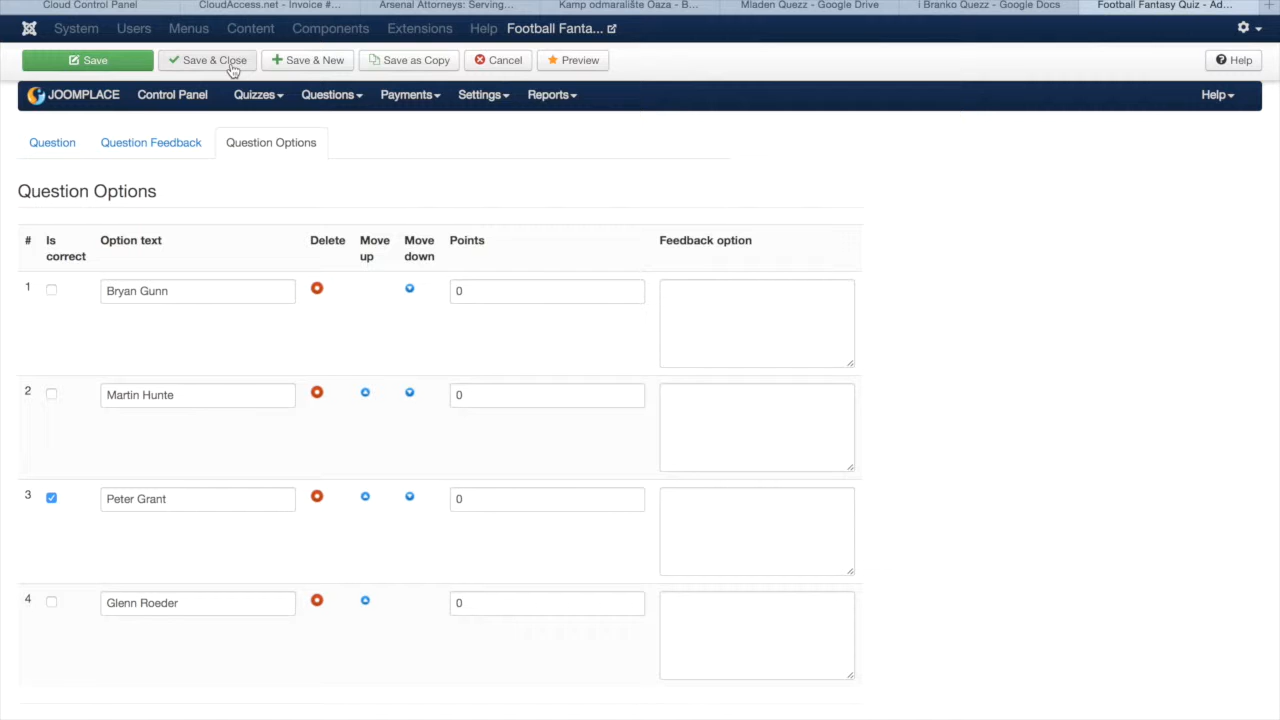 Cloud Control Panel CloudAccess.net - Invoice #... Arsenal Attorneys: Serving... Kamp odmaralište Oaza - B... Mladen Quezz - Google Drive i Branko Quezz - Google Docs Football Fantasy Quiz - Ad...
System Users Menus Content Components Extensions Help Football Fanta...
Save Save & Close Save & New Save as Copy Cancel Preview Help
JOOMPLACE Control Panel Quizzes Questions Payments Settings Reports Help
Question Question Feedback Question Options
Question Options
# Is correct Option text Delete Move up Move down Points Feedback option
1 Bryan Gunn 0
2 Martin Hunte 0
3 Peter Grant 0
4 Glenn Roeder 0